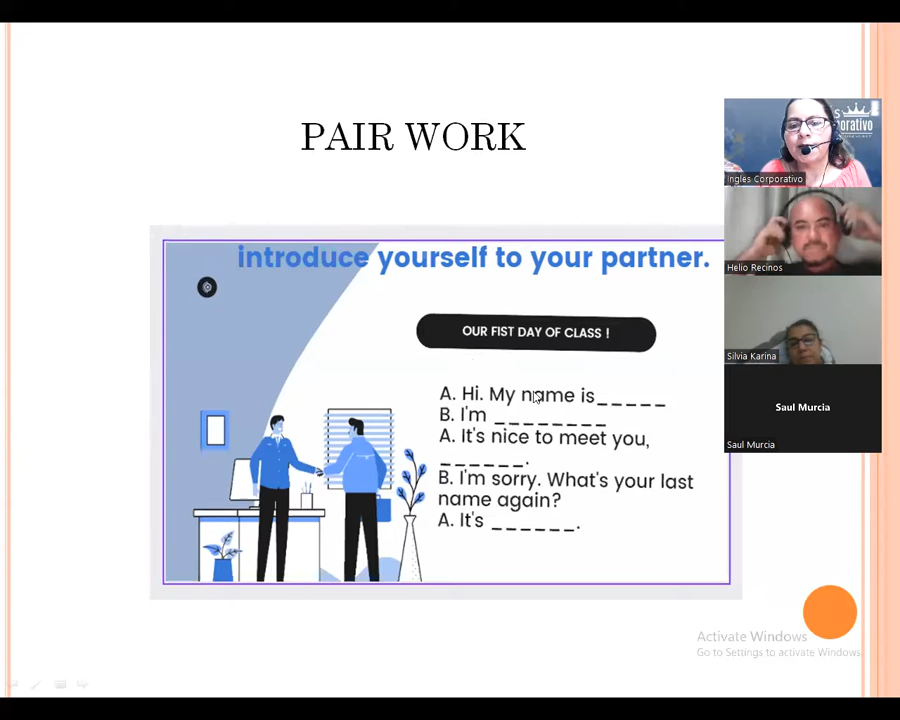 PAIR WORK
introduce yourself to your partner.
OUR FIST DAY OF CLASS !
A. Hi. My name is_____
B. I'm ________
A. It's nice to meet you,
______.
B. I'm sorry. What's your last
name again?
A. It's ______.
S
porativo
Ingles Corporativo
Helio Recinos
Silvia Karina
Saul Murcia
Saul Murcia
Activate Windows
Go to Settings to activate Windows.